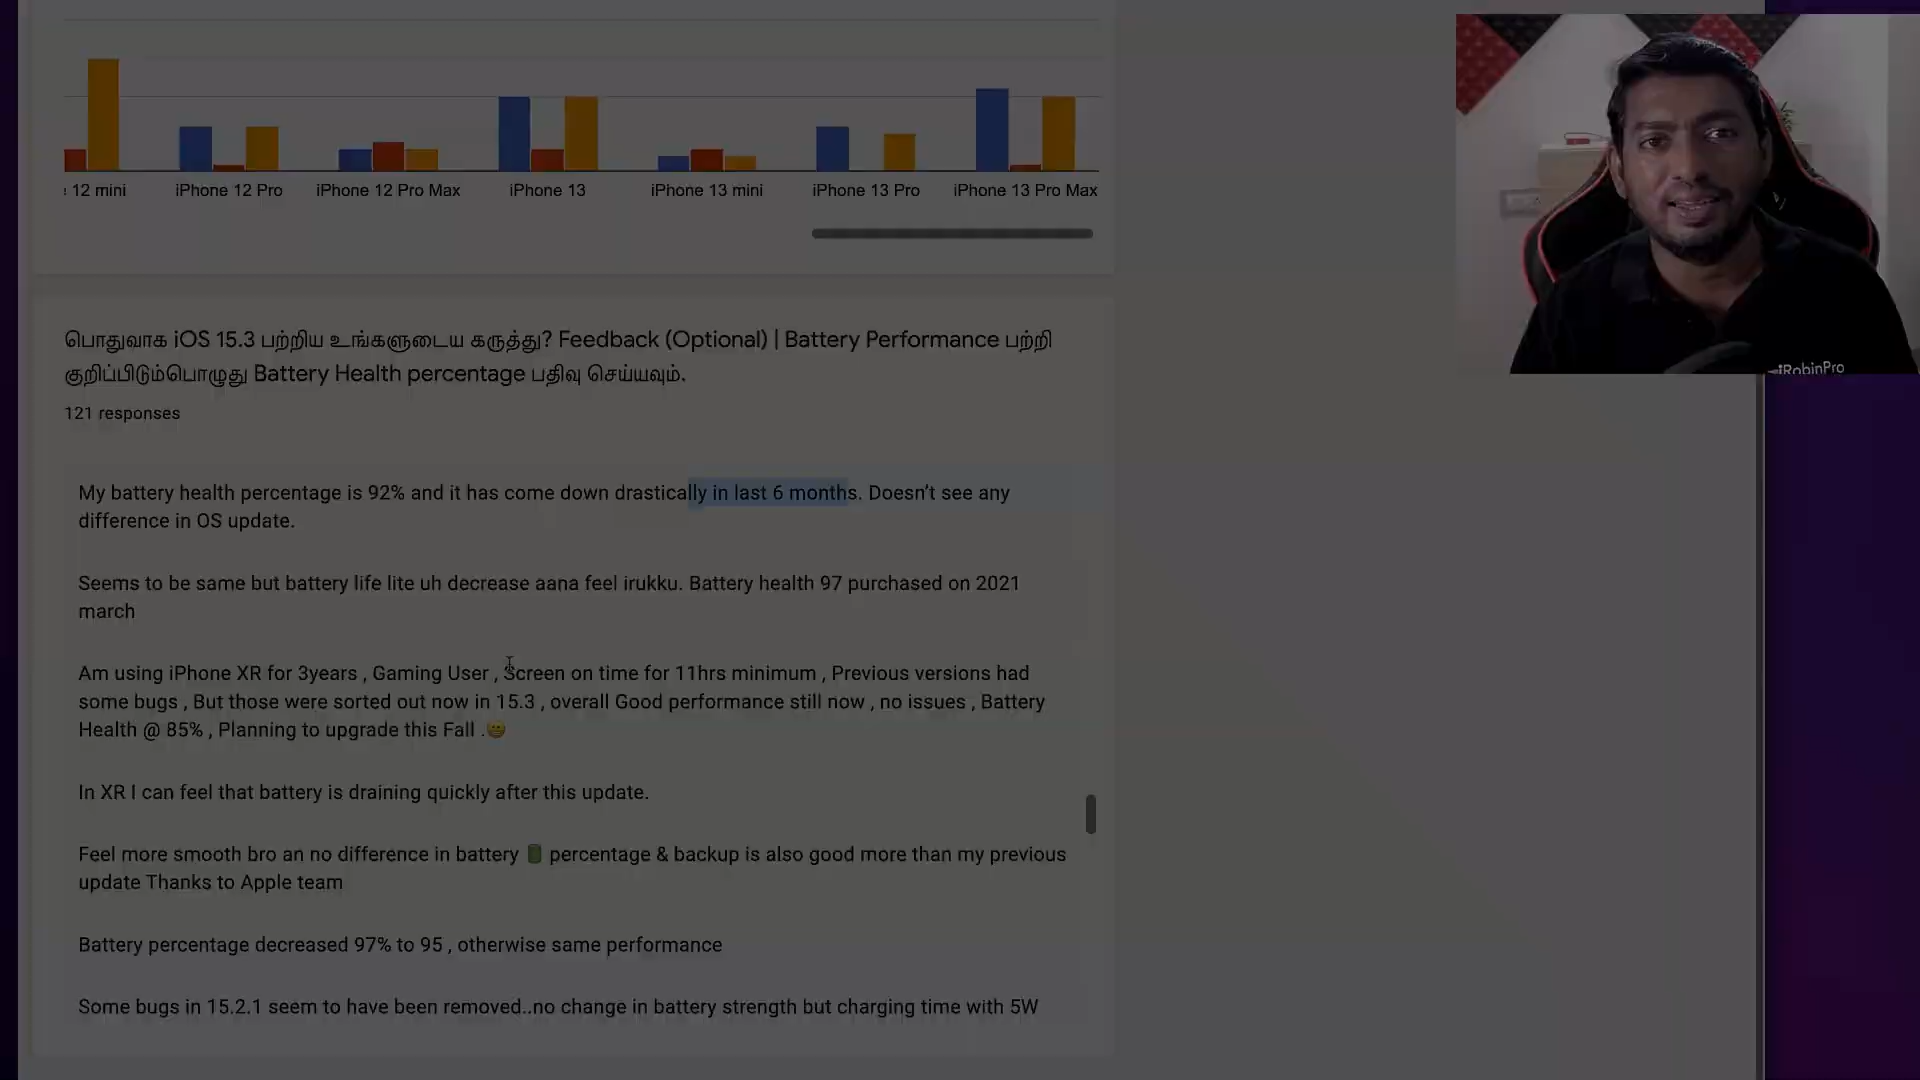 : 12 mini
iPhone 12 Pro
iPhone 12 Pro Max
iPhone 13
iPhone 13 mini
iPhone 13 Pro
iPhone 13 Pro Max
iRobinPro
பொதுவாக iOS 15.3 பற்றிய உங்களுடைய கருத்து? Feedback (Optional) | Battery Performance பற்றி
குறிப்பிடும்பொழுது Battery Health percentage பதிவு செய்யவும்.
121 responses
My battery health percentage is 92% and it has come down drastically in last 6 months. Doesn’t see any
difference in OS update.
Seems to be same but battery life lite uh decrease aana feel irukku. Battery health 97 purchased on 2021
march
Am using iPhone XR for 3years , Gaming User , Screen on time for 11hrs minimum , Previous versions had
some bugs , But those were sorted out now in 15.3 , overall Good performance still now , no issues , Battery
Health @ 85% , Planning to upgrade this Fall .😬
In XR I can feel that battery is draining quickly after this update.
Feel more smooth bro an no difference in battery 🔋 percentage & backup is also good more than my previous
update Thanks to Apple team
Battery percentage decreased 97% to 95 , otherwise same performance
Some bugs in 15.2.1 seem to have been removed..no change in battery strength but charging time with 5W